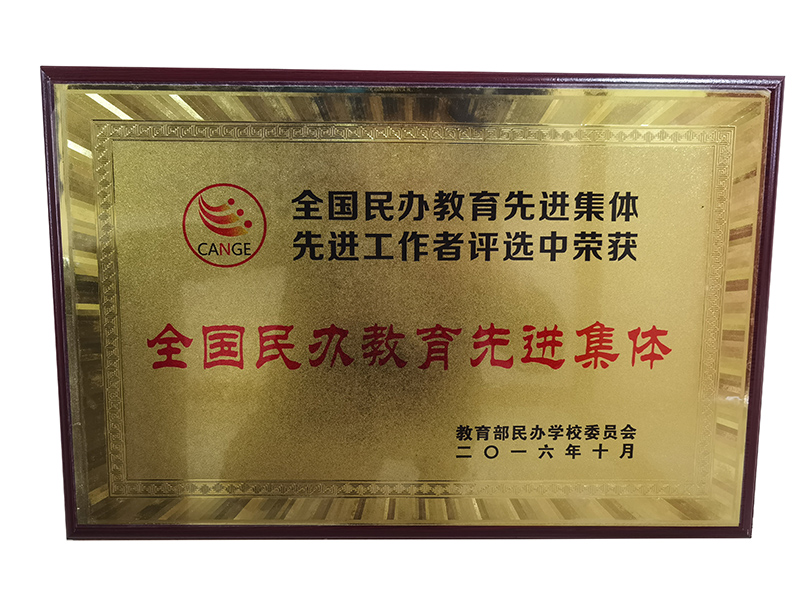 CANGE
全国民办教育先进集体
先进工作者评选中荣获
全国民办教育先进集体
教育部民办学校委员会
二〇一六年十月